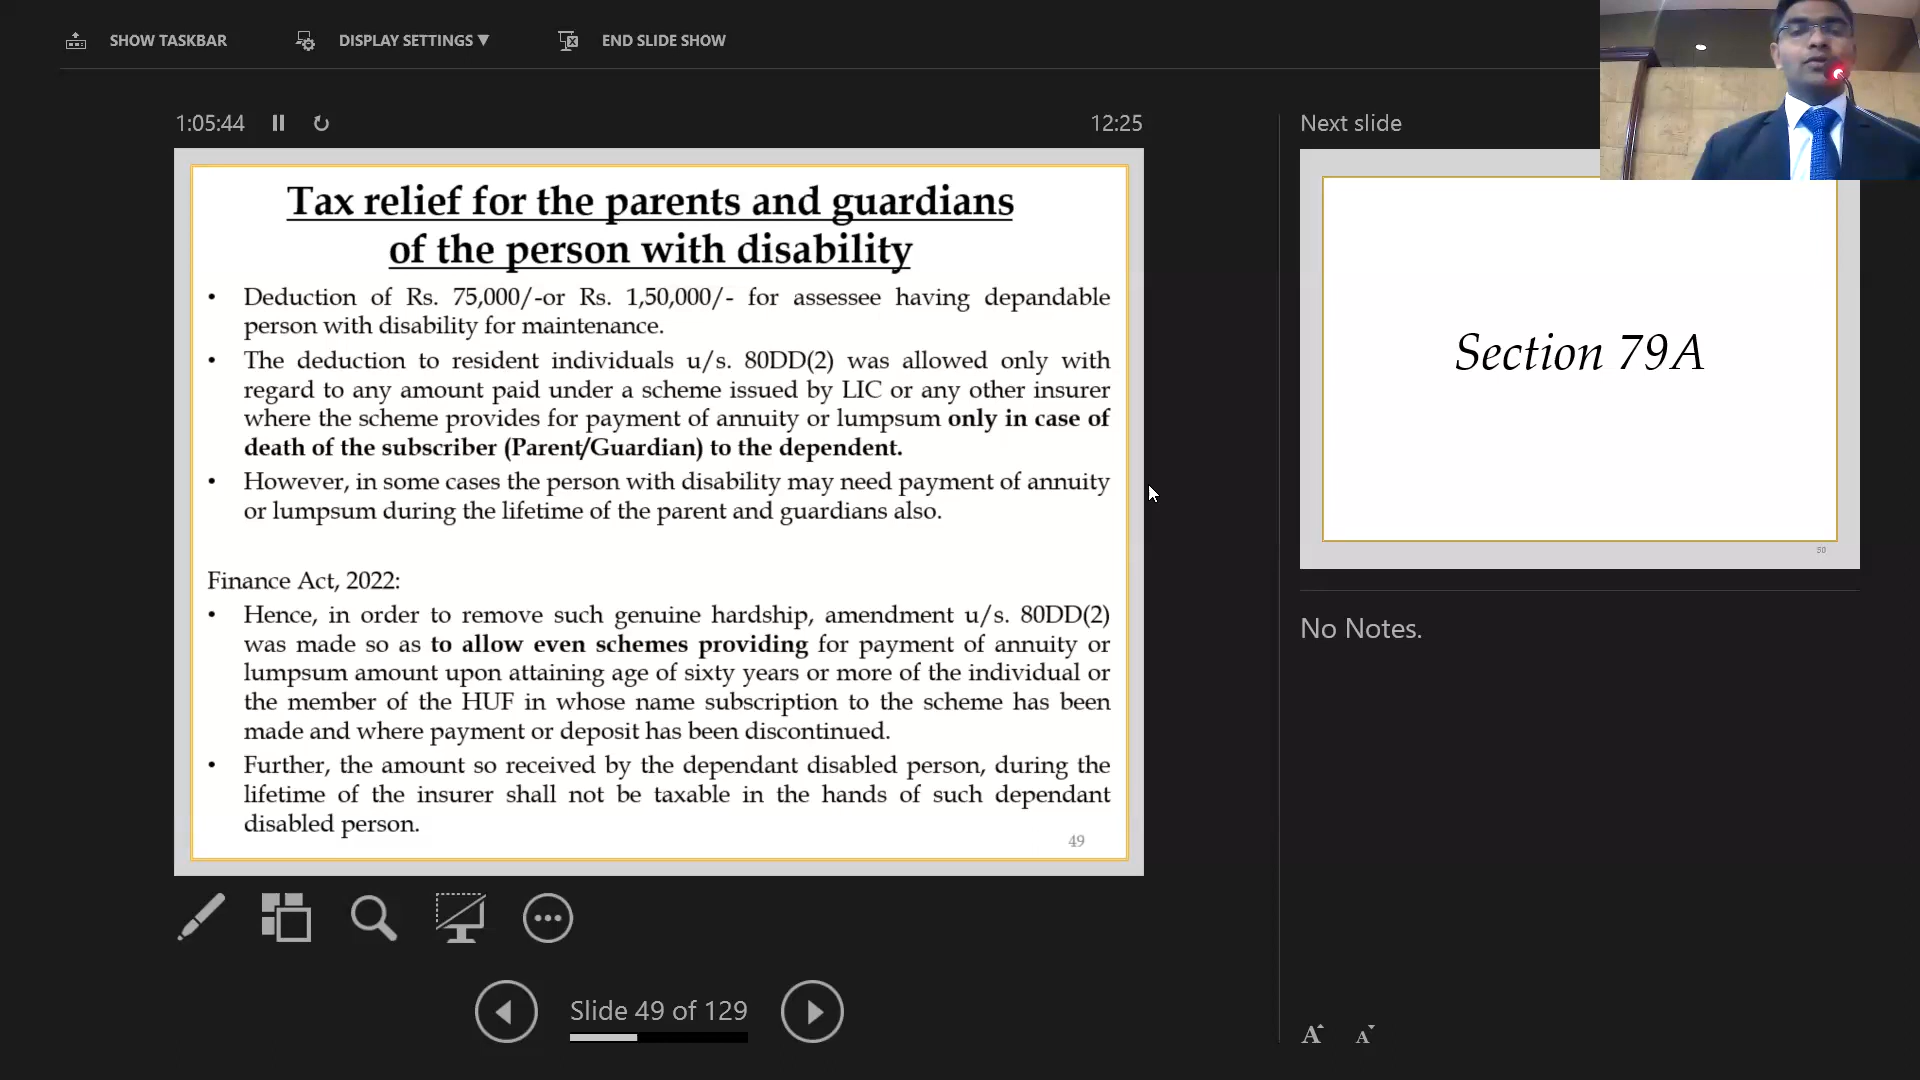 SHOW TASKBAR
DISPLAY SETTINGS ▼
END SLIDE SHOW
1:05:44
12:25
Tax relief for the parents and guardians
of the person with disability
• Deduction of Rs. 75,000/-or Rs. 1,50,000/- for assessee having depandable
person with disability for maintenance.
• The deduction to resident individuals u/s. 80DD(2) was allowed only with
regard to any amount paid under a scheme issued by LIC or any other insurer
where the scheme provides for payment of annuity or lumpsum only in case of
death of the subscriber (Parent/Guardian) to the dependent.
• However, in some cases the person with disability may need payment of annuity
or lumpsum during the lifetime of the parent and guardians also.
Finance Act, 2022:
• Hence, in order to remove such genuine hardship, amendment u/s. 80DD(2)
was made so as to allow even schemes providing for payment of annuity or
lumpsum amount upon attaining age of sixty years or more of the individual or
the member of the HUF in whose name subscription to the scheme has been
made and where payment or deposit has been discontinued.
• Further, the amount so received by the dependant disabled person, during the
lifetime of the insurer shall not be taxable in the hands of such dependant
disabled person.
49
Slide 49 of 129
Next slide
Section 79A
50
No Notes.
A A